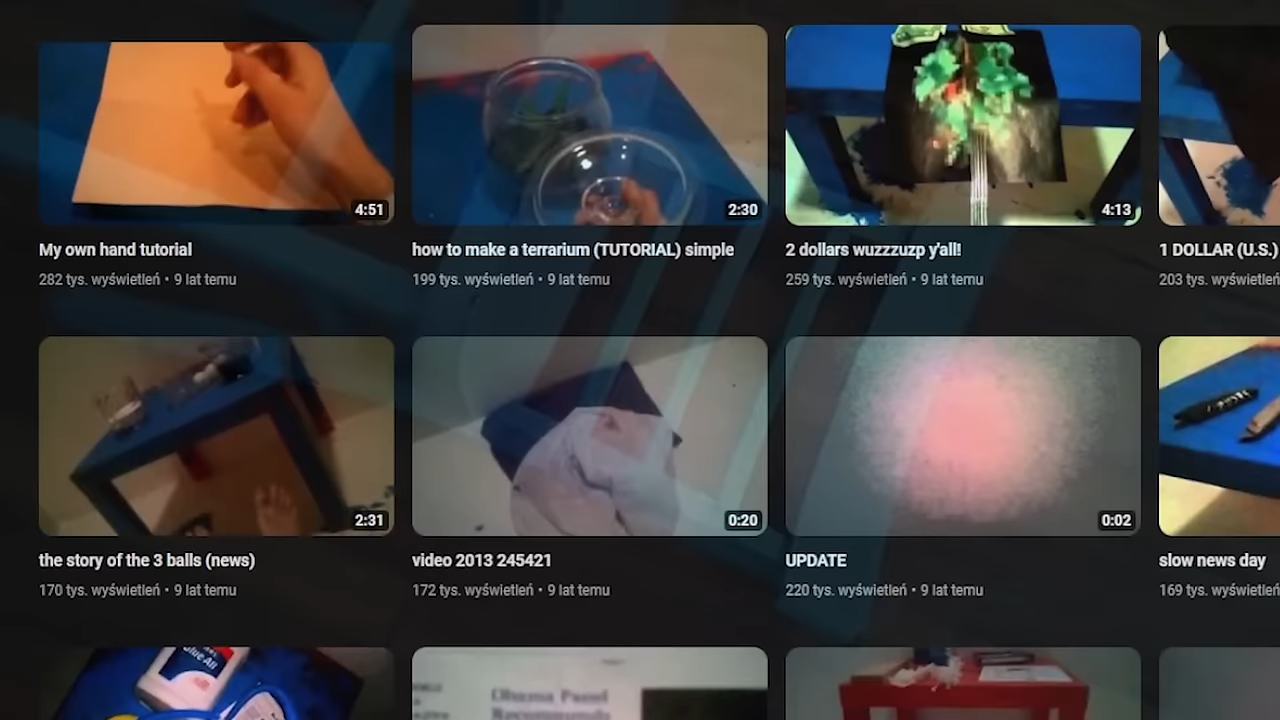 4:51
2:30
4:13
My own hand tutorial
how to make a terrarium (TUTORIAL) simple
2 dollars wuzzzuzp y'all!
1 DOLLAR (U.S.)
282 tys. wyświetleń • 9 lat temu
199 tys. wyświetleń • 9 lat temu
259 tys. wyświetleń • 9 lat temu
203 tys. wyświetleń
2:31
0:20
0:02
the story of the 3 balls (news)
video 2013 245421
UPDATE
slow news day
170 tys. wyświetleń • 9 lat temu
172 tys. wyświetleń • 9 lat temu
220 tys. wyświetleń • 9 lat temu
169 tys. wyświetleń
Glue-All
Obama Panel
Recommends